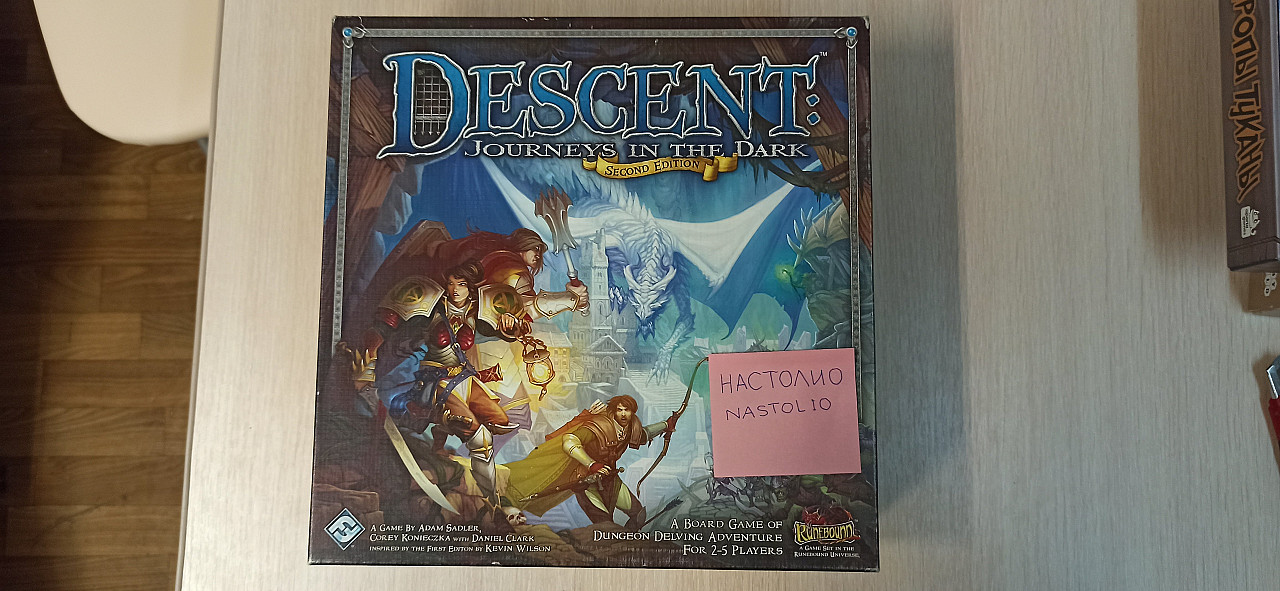 DESCENT:
JOURNEYS IN THE DARK
SECOND EDITION
НАСТОЛИО
NASTOLIO
A GAME BY ADAM SADLER,
COREY KONIECZKA WITH DANIEL CLARK
INSPIRED BY THE FIRST EDITION BY KEVIN WILSON
A BOARD GAME OF
DUNGEON DELVING ADVENTURE
FOR 2-5 PLAYERS
RUNEBOUND
A GAME SET IN THE
RUNEBOUND UNIVERSE.
РОПЫ ТИКАНЫ